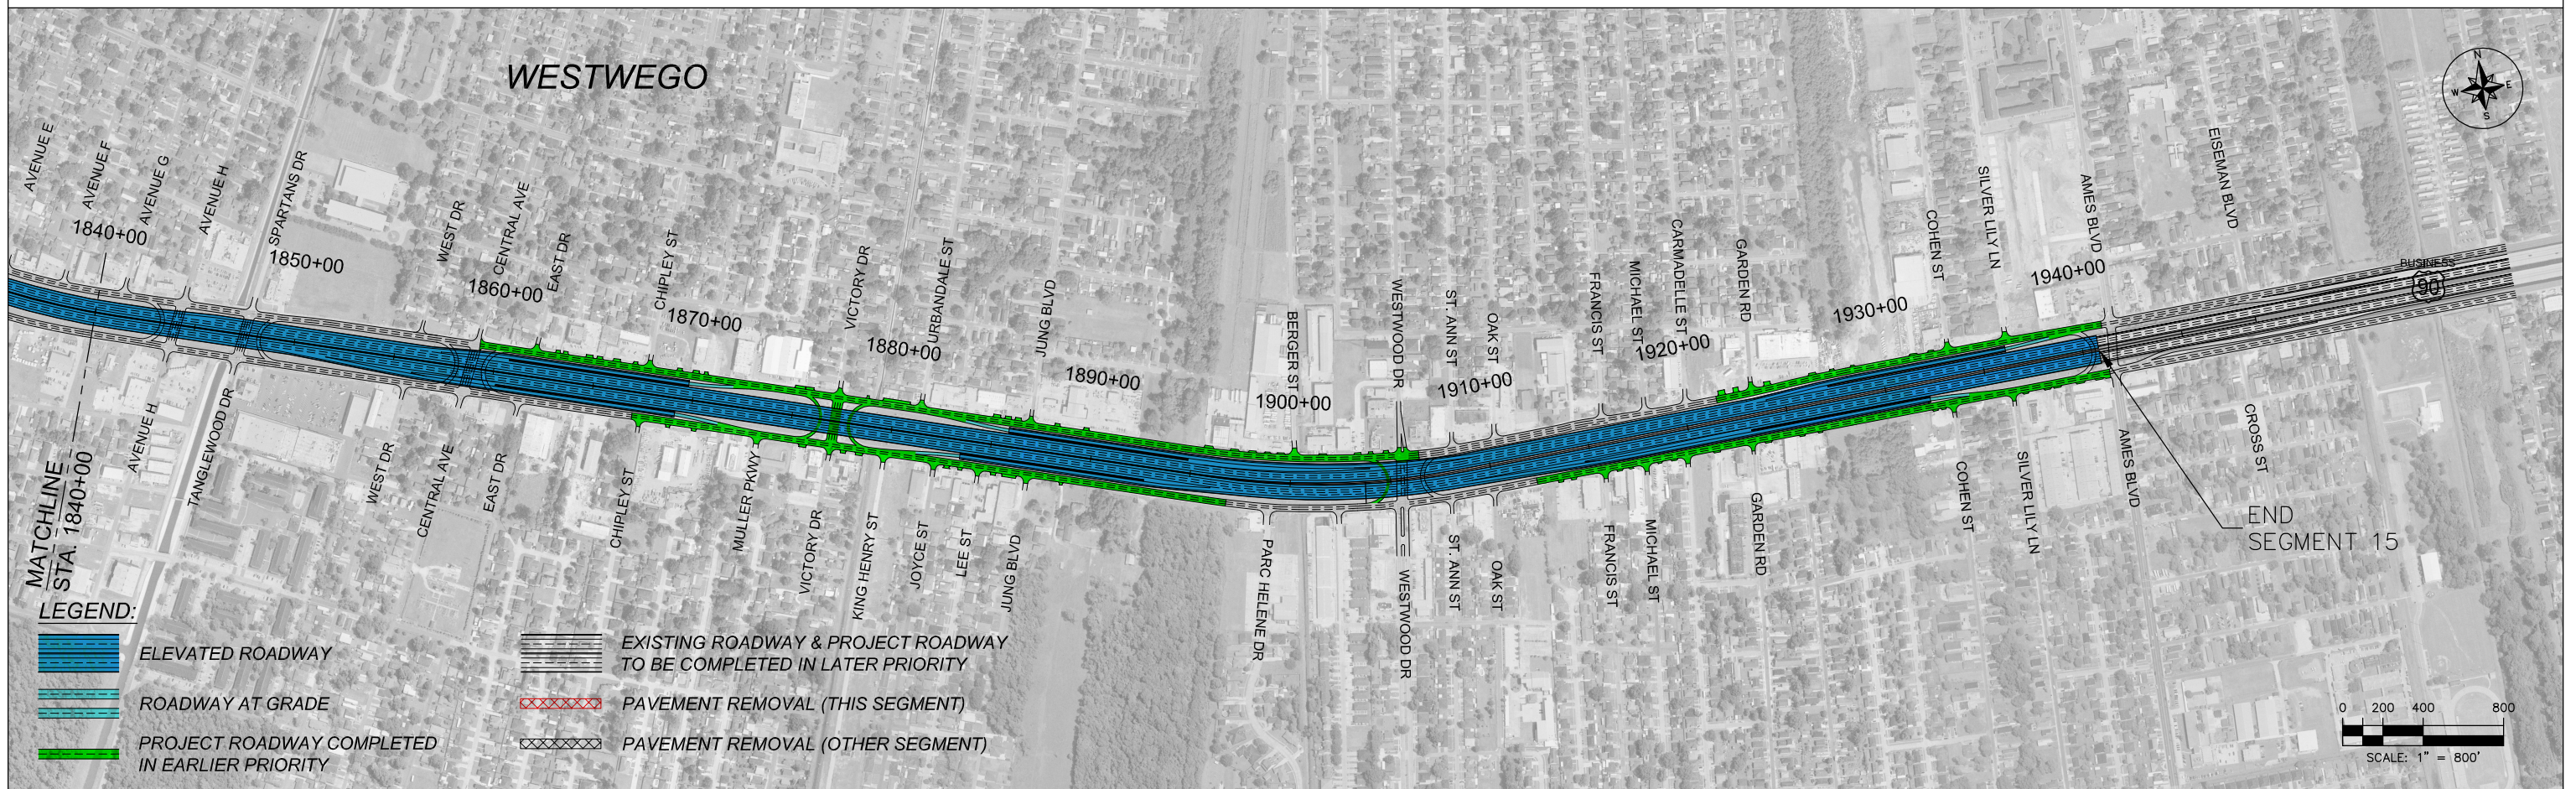 WESTWEGO
N
W
E
S
AVENUE E
AVENUE F
AVENUE G
AVENUE H
SPARTANS DR
WEST DR
CENTRAL AVE
EAST DR
CHIPLEY ST
VICTORY DR
URBANDALE ST
JUNG BLVD
BERGER ST
WESTWOOD DR
ST. ANN ST
OAK ST
FRANCIS ST
MICHAEL ST
CARMADELLE ST
GARDEN RD
COHEN ST
SILVER LILY LN
AMES BLVD
EISEMAN BLVD
1840+00
1850+00
1860+00
1870+00
1880+00
1890+00
1900+00
1910+00
1920+00
1930+00
1940+00
BUSINESS
90
MATCHLINE
STA. 1840+00
AVENUE H
TANGLEWOOD DR
WEST DR
CENTRAL AVE
EAST DR
CHIPLEY ST
MULLER PKWY
VICTORY DR
KING HENRY ST
JOYCE ST
LEE ST
JUNG BLVD
PARC HELENE DR
WESTWOOD DR
ST. ANN ST
OAK ST
FRANCIS ST
MICHAEL ST
GARDEN RD
COHEN ST
SILVER LILY LN
AMES BLVD
CROSS ST
END
SEGMENT 15
LEGEND:
ELEVATED ROADWAY
ROADWAY AT GRADE
PROJECT ROADWAY COMPLETED
IN EARLIER PRIORITY
EXISTING ROADWAY & PROJECT ROADWAY
TO BE COMPLETED IN LATER PRIORITY
PAVEMENT REMOVAL (THIS SEGMENT)
PAVEMENT REMOVAL (OTHER SEGMENT)
0 200 400 800
SCALE: 1" = 800'